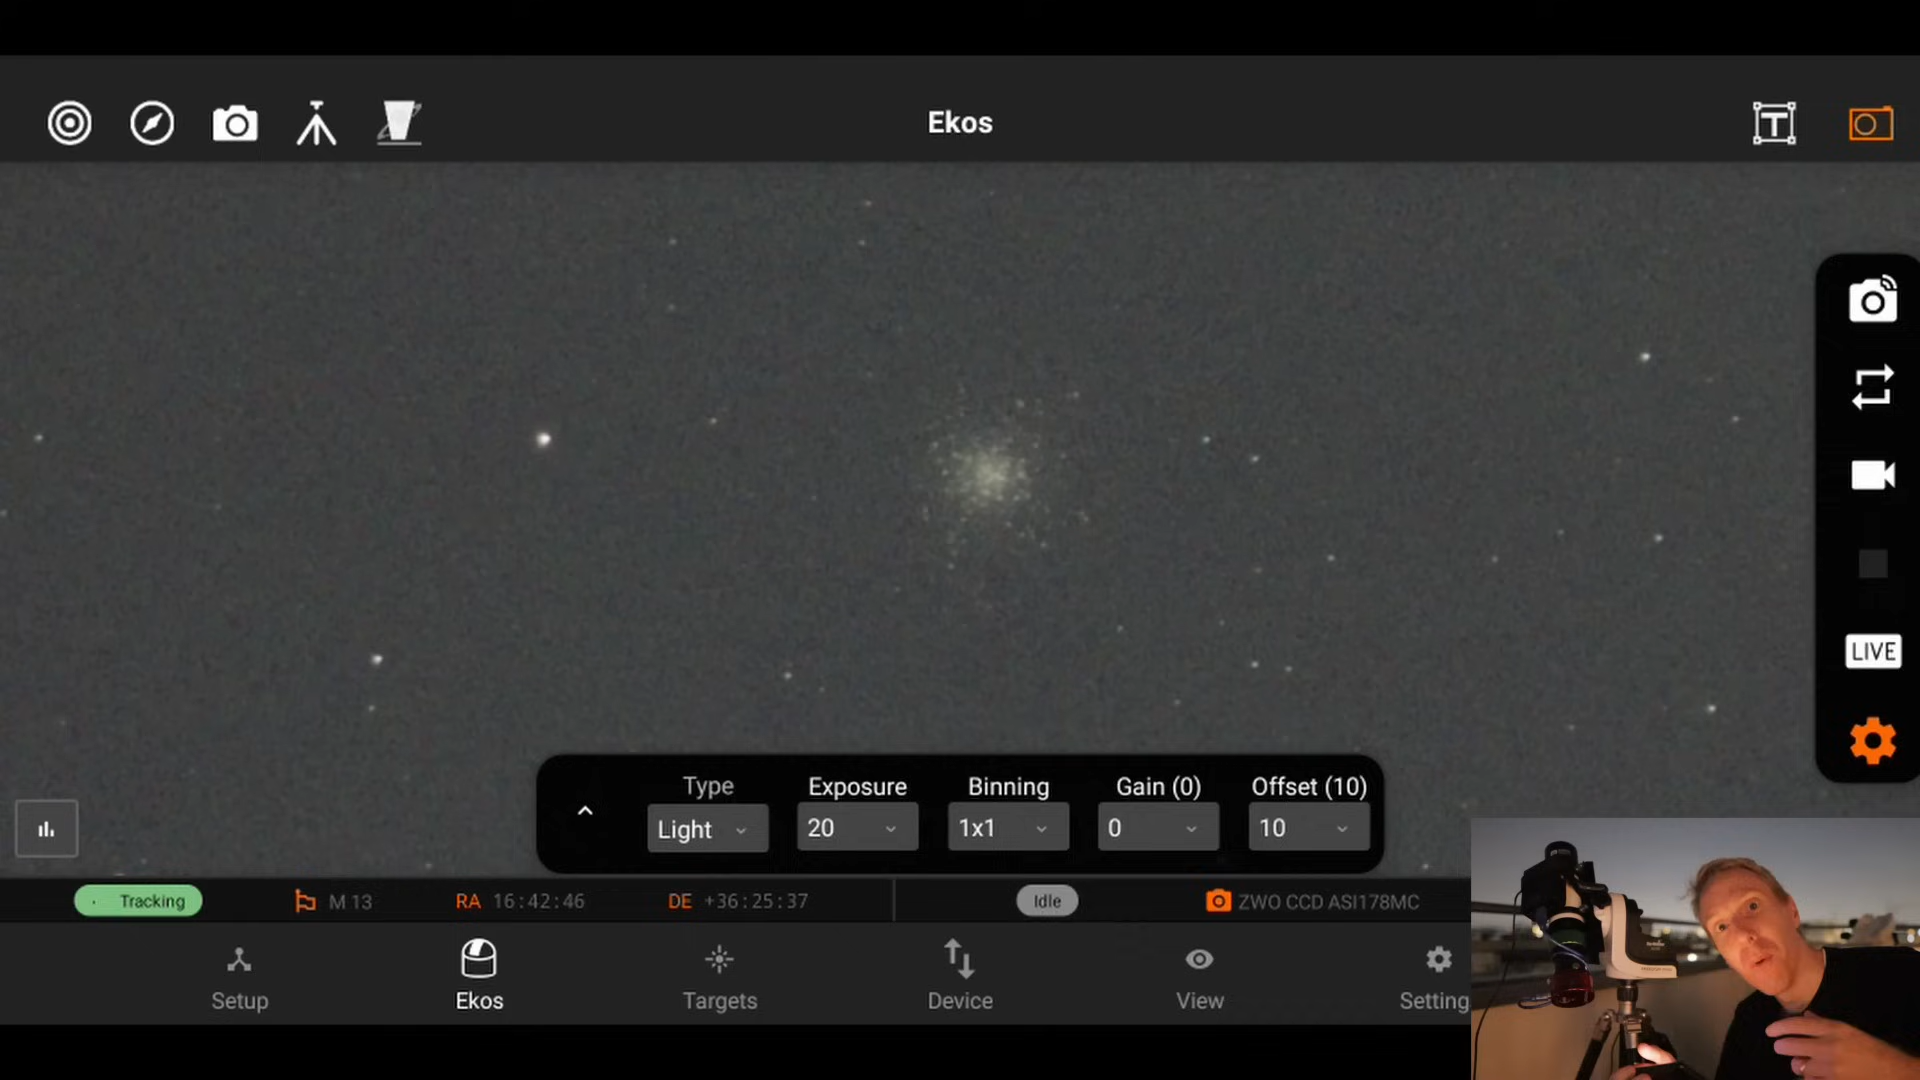 Ekos
T
LIVE
Type Exposure Binning Gain (0) Offset (10)
Light 20 1x1 0 10
Tracking M 13 RA 16:42:46 DE +36:25:37 Idle ZWO CCD ASI178MC
Setup Ekos Targets Device View Setting